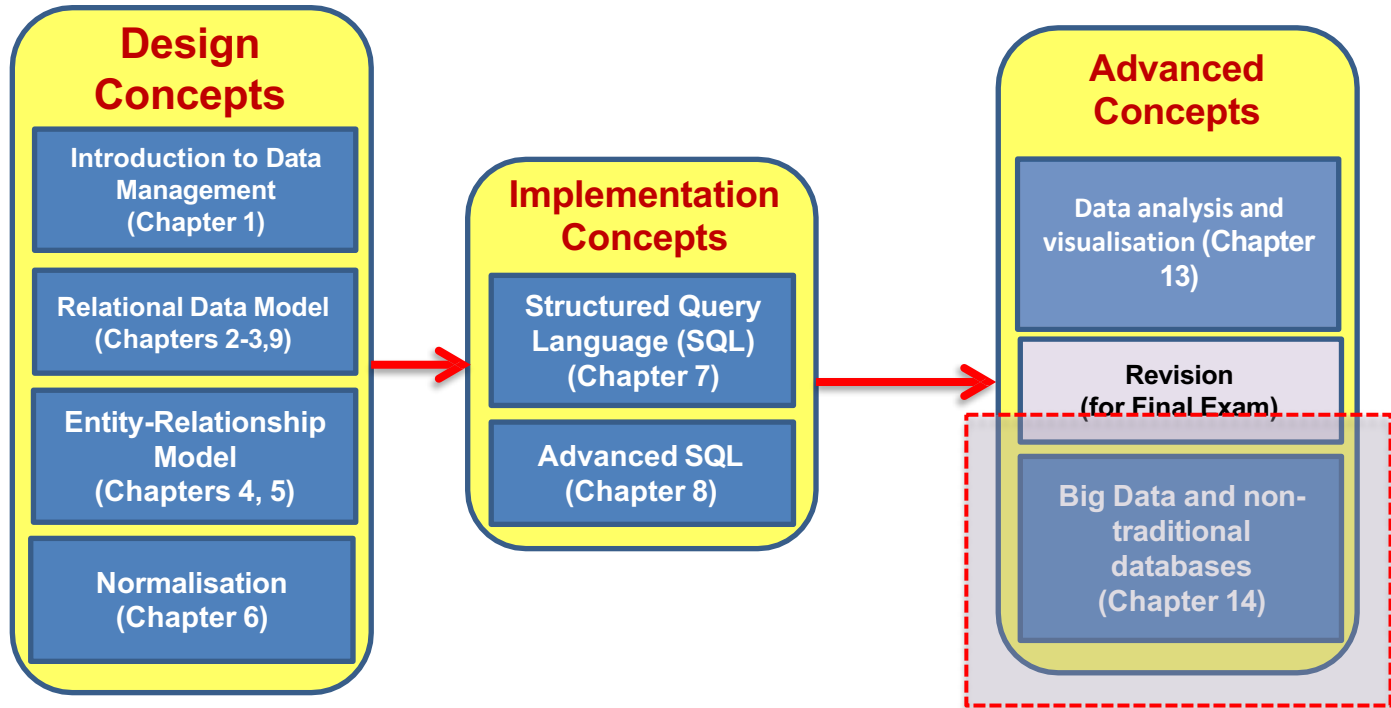 Design
Concepts
Introduction to Data
Management
(Chapter 1)
Relational Data Model
(Chapters 2-3,9)
Entity-Relationship
Model
(Chapters 4, 5)
Normalisation
(Chapter 6)
Implementation
Concepts
Structured Query
Language (SQL)
(Chapter 7)
Advanced SQL
(Chapter 8)
Advanced
Concepts
Data analysis and
visualisation (Chapter
13)
Revision
(for Final Exam)
Big Data and non-
traditional
databases
(Chapter 14)